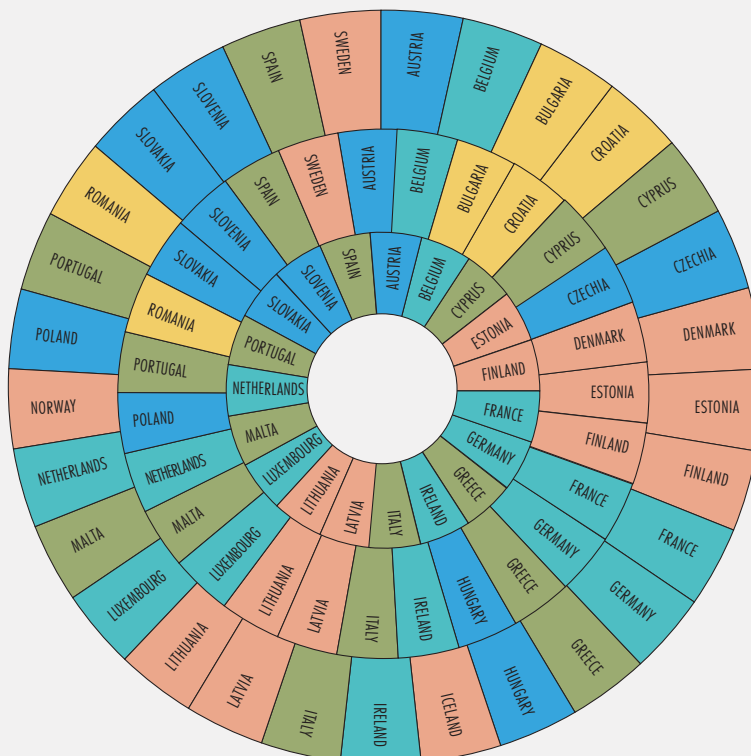 AUSTRIA
BELGIUM
BULGARIA
CROATIA
CYPRUS
CZECHIA
DENMARK
ESTONIA
FINLAND
FRANCE
GERMANY
GREECE
HUNGARY
ICELAND
IRELAND
ITALY
LATVIA
LITHUANIA
LUXEMBOURG
MALTA
NETHERLANDS
NORWAY
POLAND
PORTUGAL
ROMANIA
SLOVAKIA
SLOVENIA
SPAIN
SWEDEN
AUSTRIA
BELGIUM
BULGARIA
CROATIA
CYPRUS
CZECHIA
DENMARK
ESTONIA
FINLAND
FRANCE
GERMANY
GREECE
HUNGARY
IRELAND
ITALY
LATVIA
LITHUANIA
LUXEMBOURG
MALTA
NETHERLANDS
POLAND
PORTUGAL
ROMANIA
SLOVAKIA
SLOVENIA
SPAIN
SWEDEN
AUSTRIA
BELGIUM
CYPRUS
ESTONIA
FINLAND
FRANCE
GERMANY
GREECE
IRELAND
ITALY
LATVIA
LITHUANIA
LUXEMBOURG
MALTA
NETHERLANDS
PORTUGAL
SLOVAKIA
SLOVENIA
SPAIN